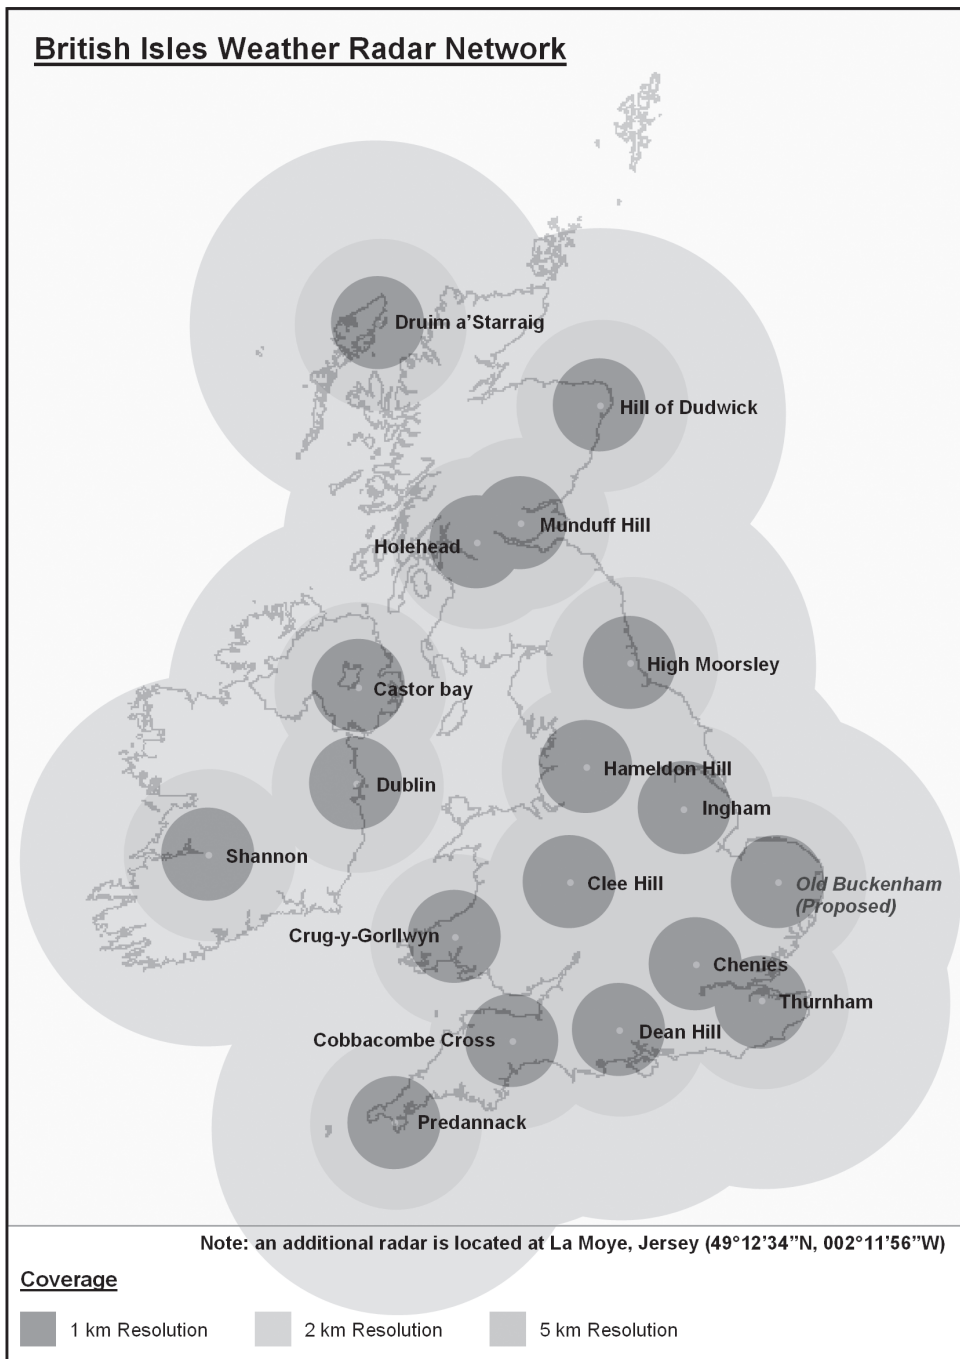 British Isles Weather Radar Network
Druim a'Starraig
Hill of Dudwick
Munduff Hill
Holehead
High Moorsley
Castor bay
Hameldon Hill
Dublin
Ingham
Shannon
Clee Hill
Old Buckenham
(Proposed)
Crug-y-Gorllwyn
Chenies
Thurnham
Dean Hill
Cobbacombe Cross
Predannack
Note: an additional radar is located at La Moye, Jersey (49°12'34"N, 002°11'56"W)
Coverage
1 km Resolution
2 km Resolution
5 km Resolution